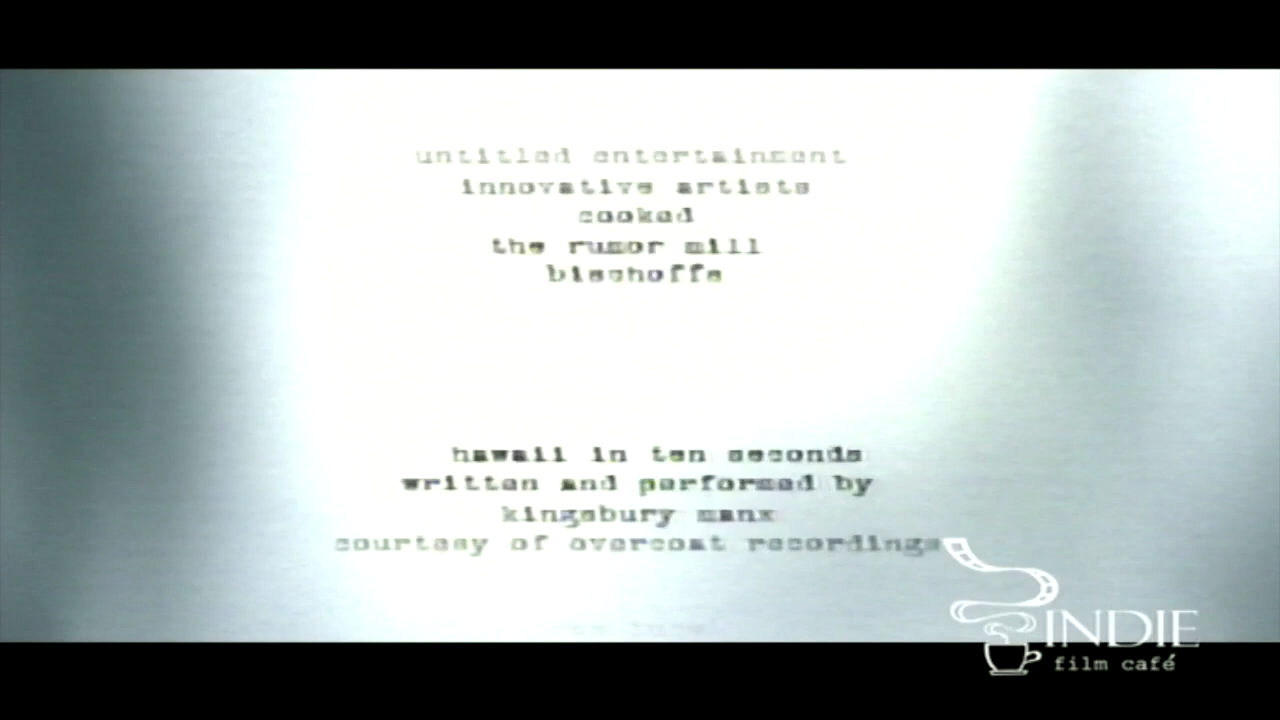 untitled entertainment
innovative artists
cooked
the rumor mill
bischoffs
hawaii in ten seconds
written and performed by
kingsbury manx
courtesy of overcoat recordings
INDIE
film café